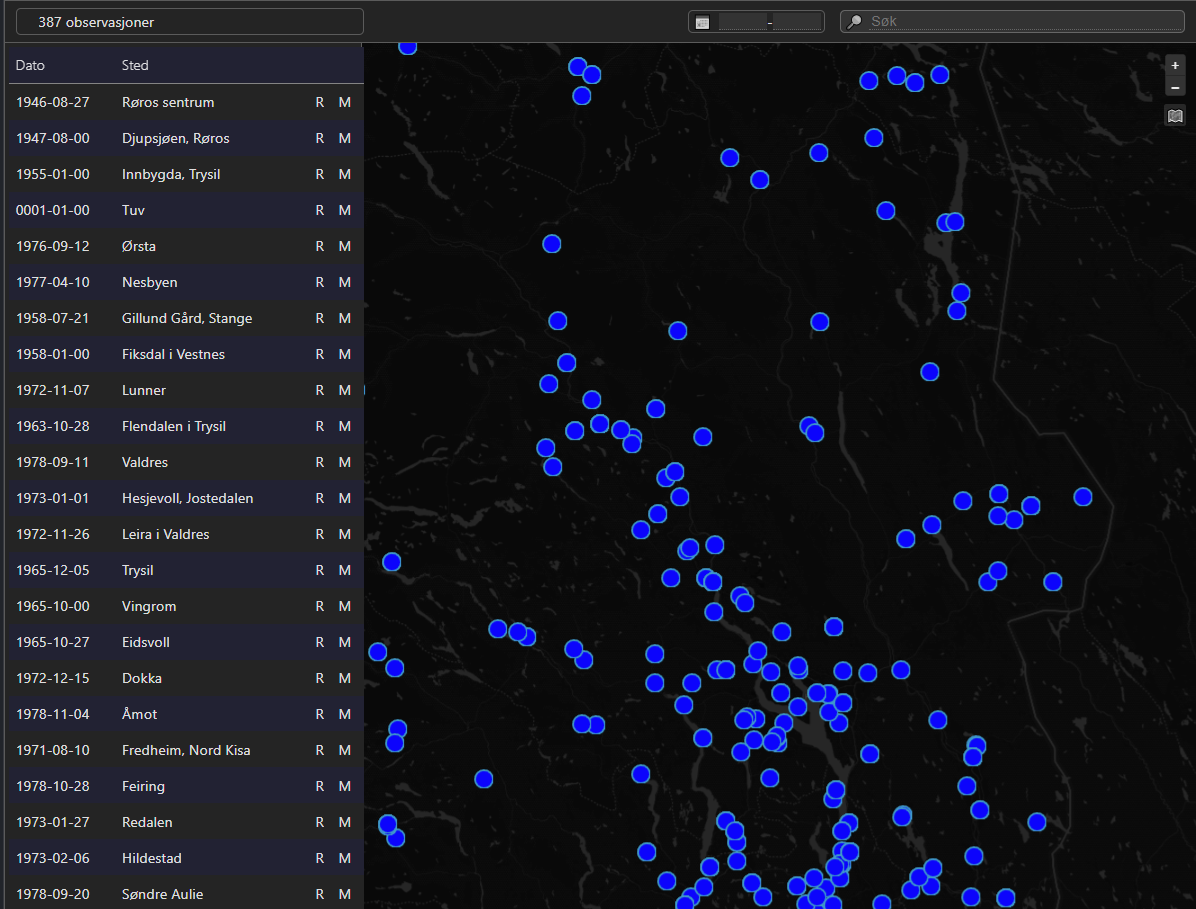 387 observasjoner
-
Søk
Dato Sted
1946-08-27 Røros sentrum R M
1947-08-00 Djupsjøen, Røros R M
1955-01-00 Innbygda, Trysil R M
0001-01-00 Tuv R M
1976-09-12 Ørsta R M
1977-04-10 Nesbyen R M
1958-07-21 Gillund Gård, Stange R M
1958-01-00 Fiksdal i Vestnes R M
1972-11-07 Lunner R M
1963-10-28 Flendalen i Trysil R M
1978-09-11 Valdres R M
1973-01-01 Hesjevoll, Jostedalen R M
1972-11-26 Leira i Valdres R M
1965-12-05 Trysil R M
1965-10-00 Vingrom R M
1965-10-27 Eidsvoll R M
1972-12-15 Dokka R M
1978-11-04 Åmot R M
1971-08-10 Fredheim, Nord Kisa R M
1978-10-28 Feiring R M
1973-01-27 Redalen R M
1973-02-06 Hildestad R M
1978-09-20 Søndre Aulie R M
+
−